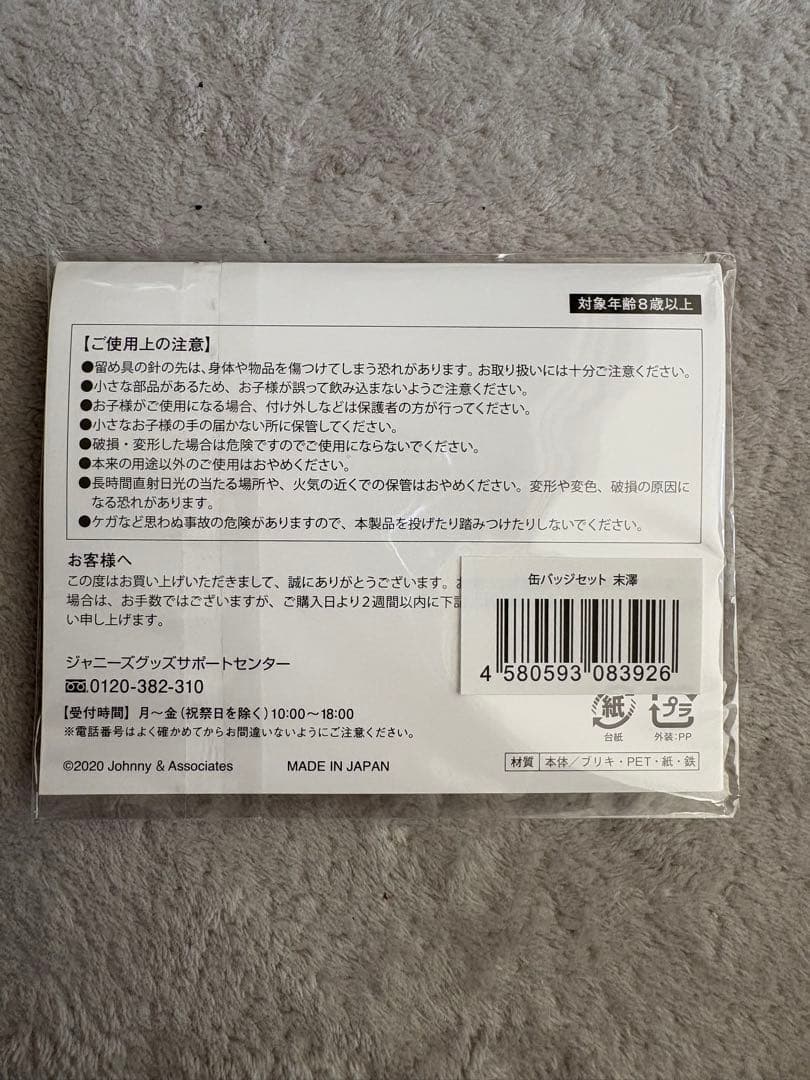 対象年齢8歳以上
【ご使用上の注意】
●留め具の針の先は、身体や物品を傷つけてしまう恐れがあります。お取り扱いには十分ご注意ください。
●小さな部品があるため、お子様が誤って飲み込まないようご注意ください。
●お子様がご使用になる場合、付け外しなどは保護者の方が行ってください。
●小さなお子様の手の届かない所に保管してください。
●破損・変形した場合は危険ですのでご使用にならないでください。
●本来の用途以外のご使用はおやめください。
●長時間直射日光の当たる場所や、火気の近くでの保管はおやめください。変形や変色、破損の原因に
なる恐れがあります。
●ケガなど思わぬ事故の危険がありますので、本製品を投げたり踏みつけたりしないでください。
お客様へ
この度はお買い上げいただきまして、誠にありがとうございます。
場合は、お手数ではございますが、ご購入日より2週間以内に下記
い申し上げます。
缶バッジセット 末澤
4 580593 083926
ジャニーズグッズサポートセンター
0120-382-310
【受付時間】月〜金(祝祭日を除く)10:00〜18:00
※電話番号はよく確かめてからお間違いないようにご注意ください。
紙
台紙
プラ
外装:PP
©2020 Johnny & Associates MADE IN JAPAN
材質 本体/ブリキ・PET・紙・鉄